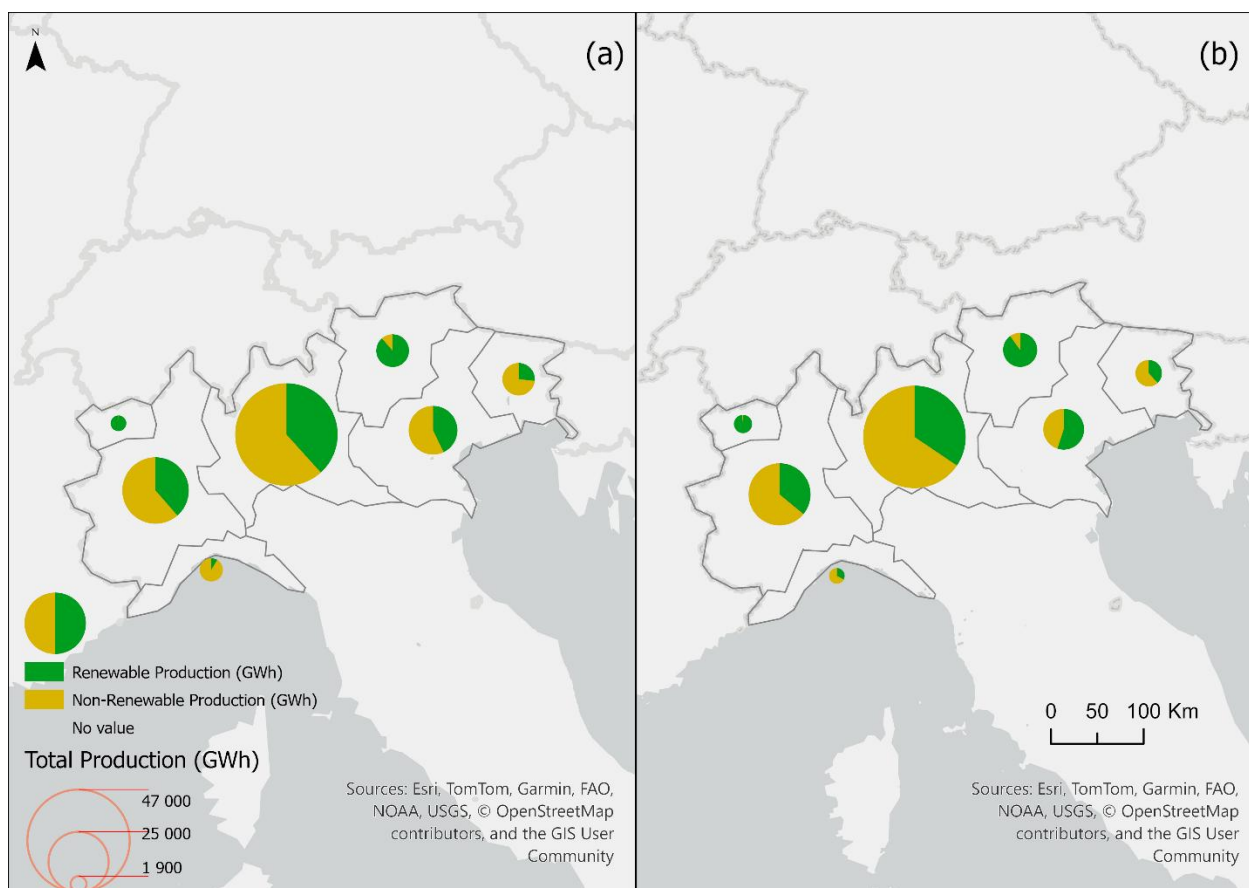 N
(a)
Renewable Production (GWh)
Non-Renewable Production (GWh)
No value
Total Production (GWh)
47 000
25 000
1 900
Sources: Esri, TomTom, Garmin, FAO,
NOAA, USGS, © OpenStreetMap
contributors, and the GIS User
Community
(b)
0 50 100 Km
Sources: Esri, TomTom, Garmin, FAO,
NOAA, USGS, © OpenStreetMap
contributors, and the GIS User
Community